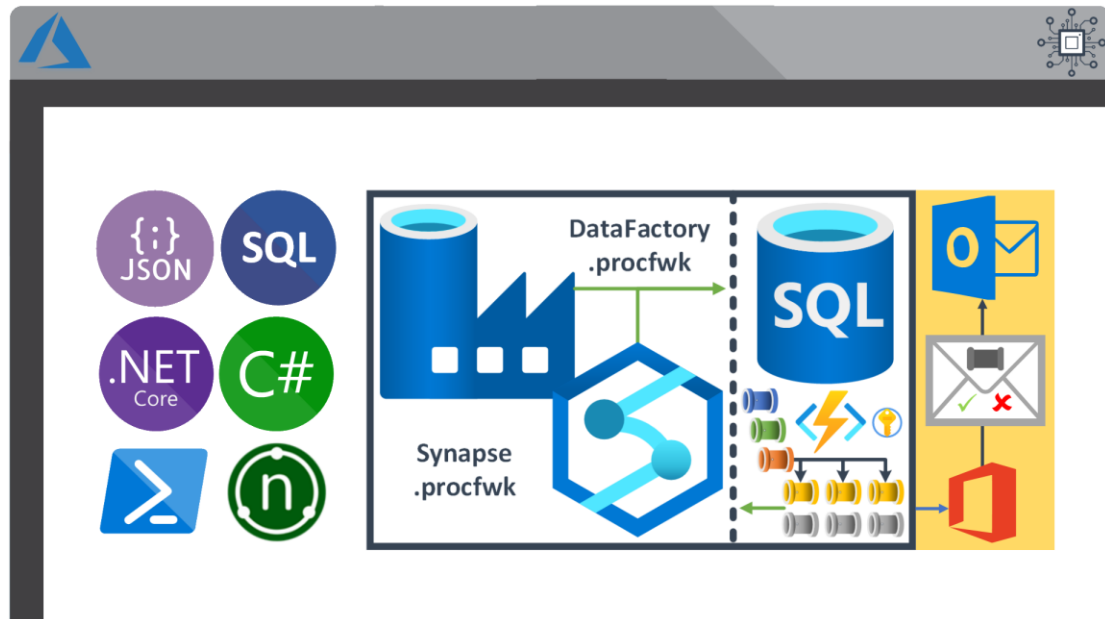 {;}
JSON
SQL
.NET
Core
C#
n
DataFactory
.procfwk
Synapse
.procfwk
SQL
O